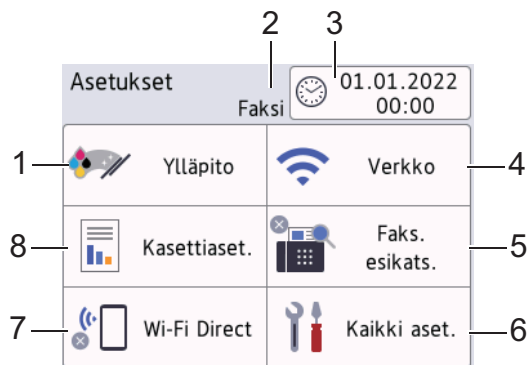 2 3
Asetukset
Faksi
01.01.2022
00:00
1 Ylläpito Verkko 4
8 Kasettiaset. Faks.
esikats. 5
7 Wi-Fi Direct Kaikki aset. 6